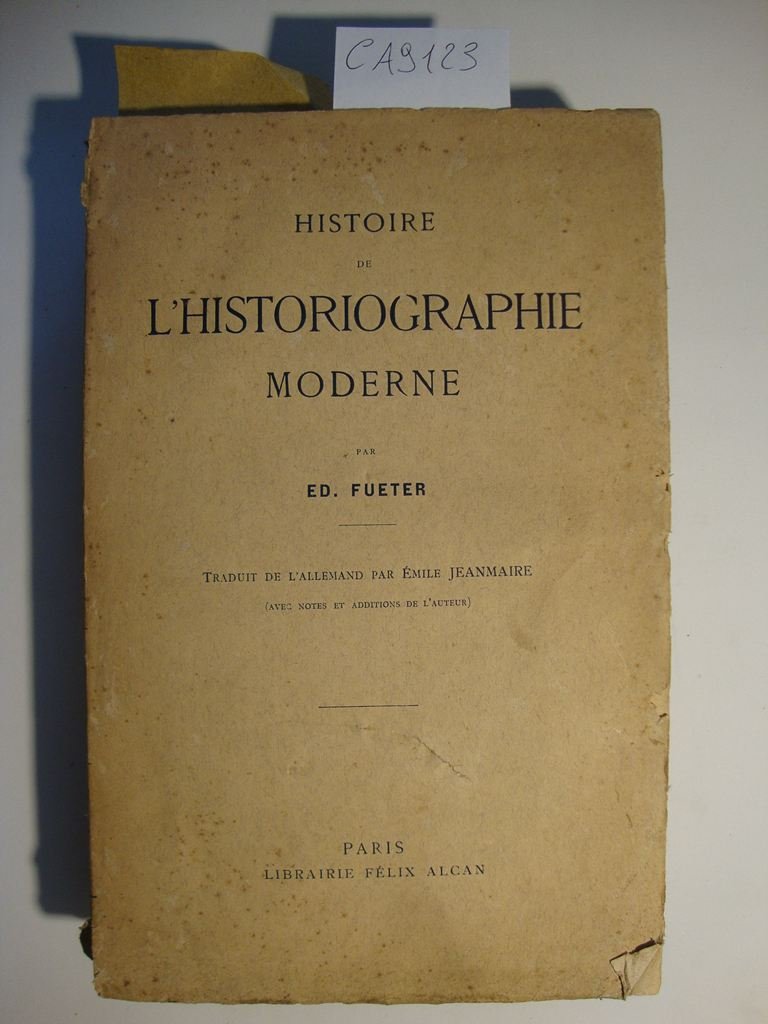 CA9123
HISTOIRE
DE
L'HISTORIOGRAPHIE
MODERNE
PAR
ED. FUETER
TRADUIT DE L'ALLEMAND PAR ÉMILE JEANMAIRE
(AVEC NOTES ET ADDITIONS DE L'AUTEUR)
PARIS
LIBRAIRIE FÉLIX ALCAN